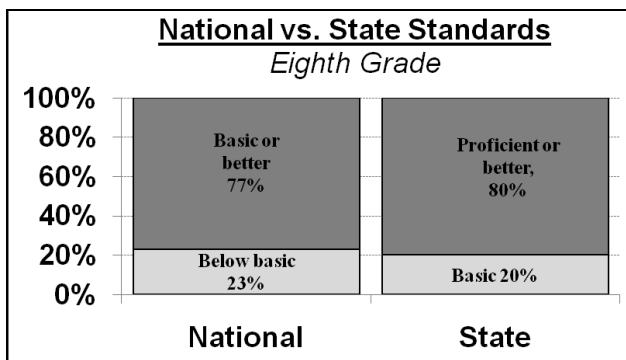 National vs. State Standards
Eighth Grade
100%
80%
60%
40%
20%
0%
Basic or
better
77%
Below basic
23%
Proficient or
better,
80%
Basic 20%
National
State